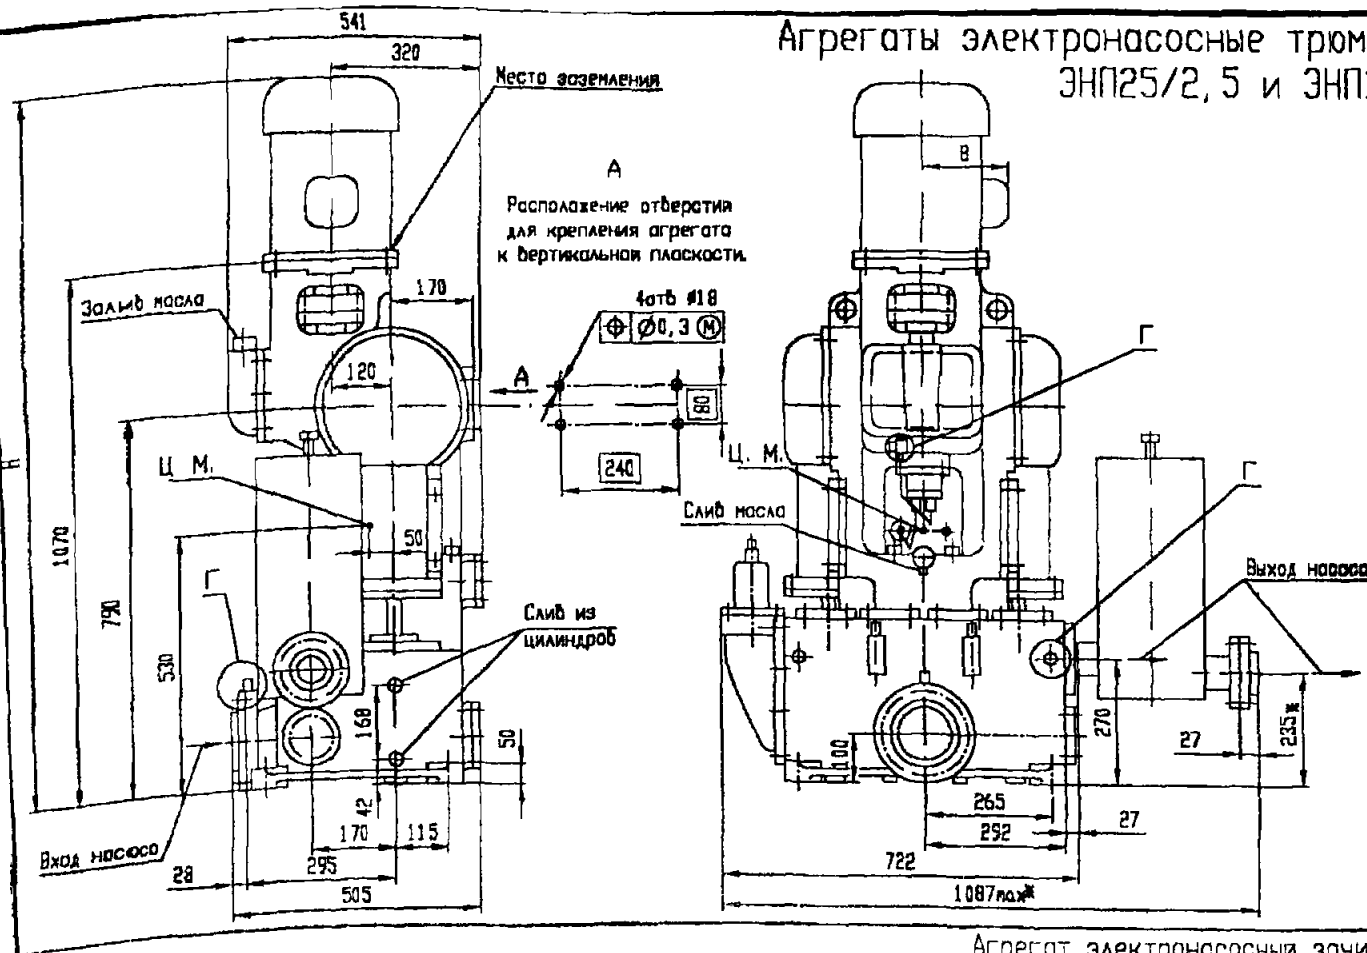 Агрегаты электронасосные трюм
ЭНП25/2,5 и ЭНП
541
320
Место заземления
А
Расположение отверстий
для крепления агрегата
к вертикальной плоскости.
4отв ø18
Ø0,3 М
А
80
240
Залив масла
170
120
Ц. М.
50
H
1070
790
530
Г
Слив из
цилиндров
168
50
42
Вход насоса
170
115
295
28
505
В
Г
Ц. М.
Слив масла
Г
Выход насоса
100
270
235*
27
265
292
27
722
1087max*
Агрегат электронасосный зачи